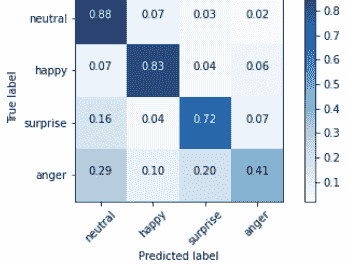 neutral 0.88 0.07 0.03 0.02
happy 0.07 0.83 0.04 0.06
surprise 0.16 0.04 0.72 0.07
anger 0.29 0.10 0.20 0.41
neutral happy surprise anger
True label
Predicted label
0.8
0.7
0.6
0.5
0.4
0.3
0.2
0.1